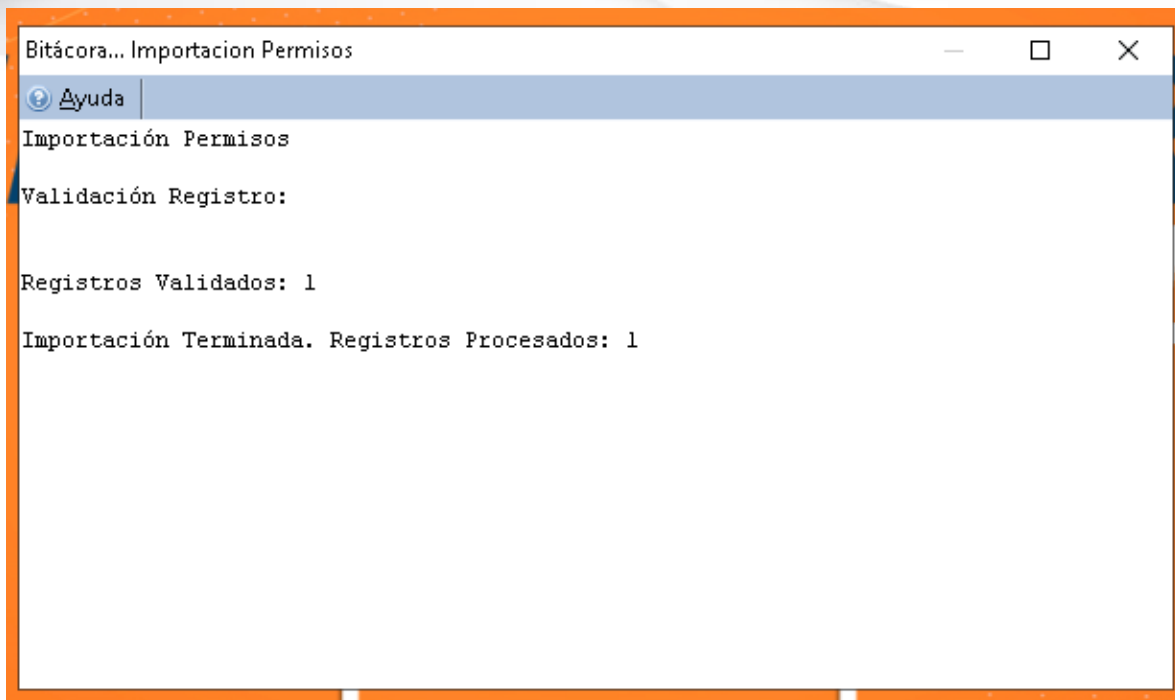 Bitácora... Importacion Permisos
Ayuda
Importación Permisos
Validación Registro:
Registros Validados: 1
Importación Terminada. Registros Procesados: 1